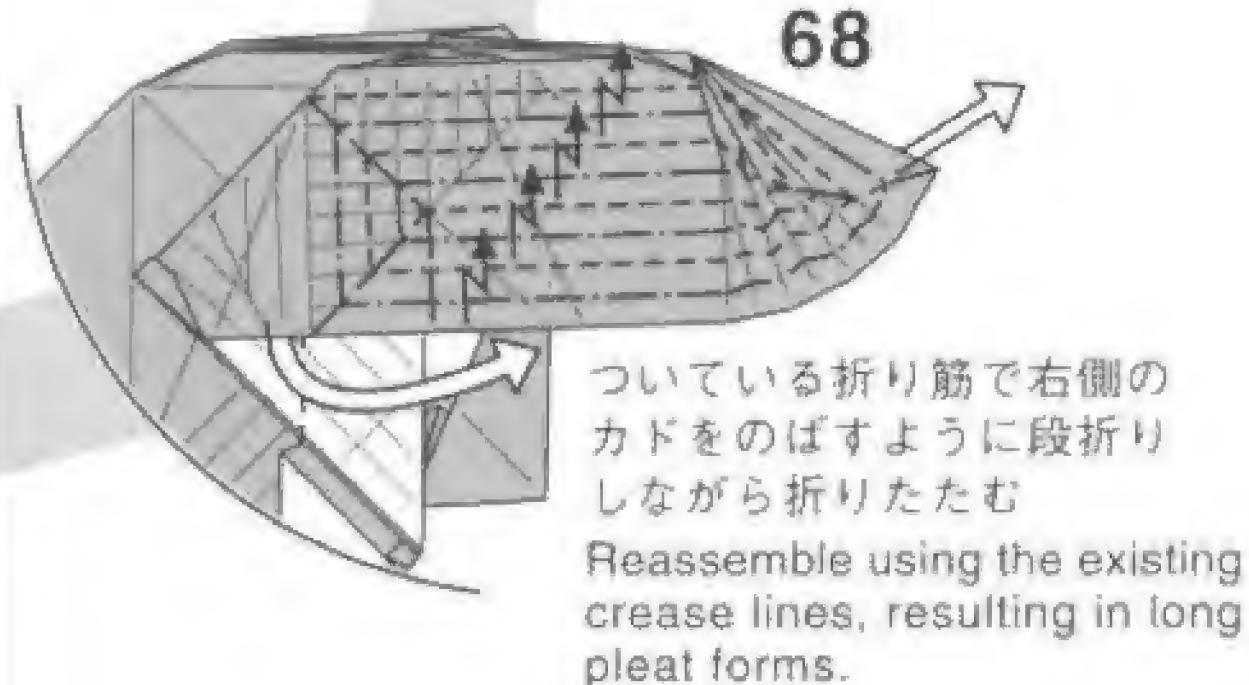 68
ついている折り筋で右側の
カドをのばすように段折り
しながら折りたたむ
Reassemble using the existing
crease lines, resulting in long
pleat forms.